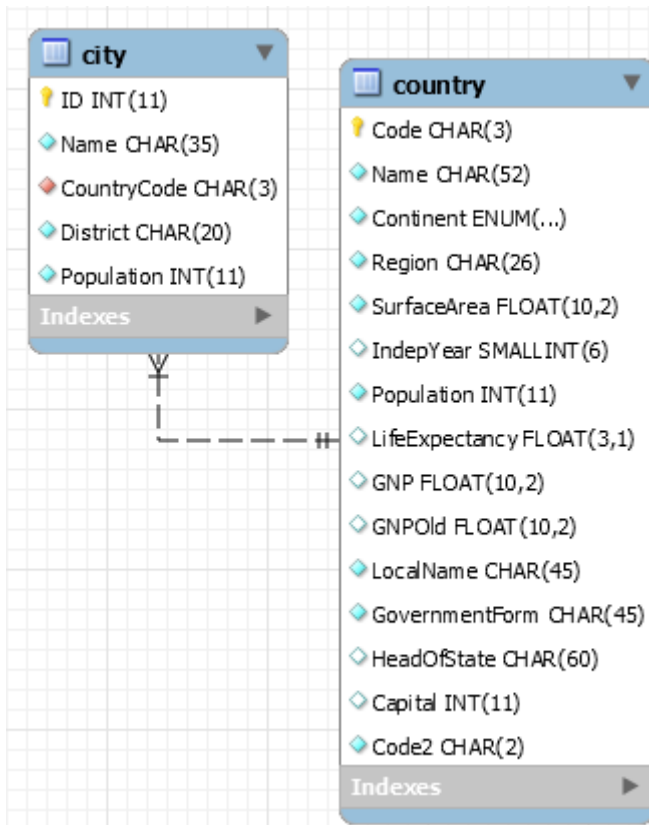 city
ID INT(11)
Name CHAR(35)
CountryCode CHAR(3)
District CHAR(20)
Population INT(11)
Indexes
country
Code CHAR(3)
Name CHAR(52)
Continent ENUM(...)
Region CHAR(26)
SurfaceArea FLOAT(10,2)
IndepYear SMALLINT(6)
Population INT(11)
LifeExpectancy FLOAT(3,1)
GNP FLOAT(10,2)
GNPOld FLOAT(10,2)
LocalName CHAR(45)
GovernmentForm CHAR(45)
HeadOfState CHAR(60)
Capital INT(11)
Code2 CHAR(2)
Indexes